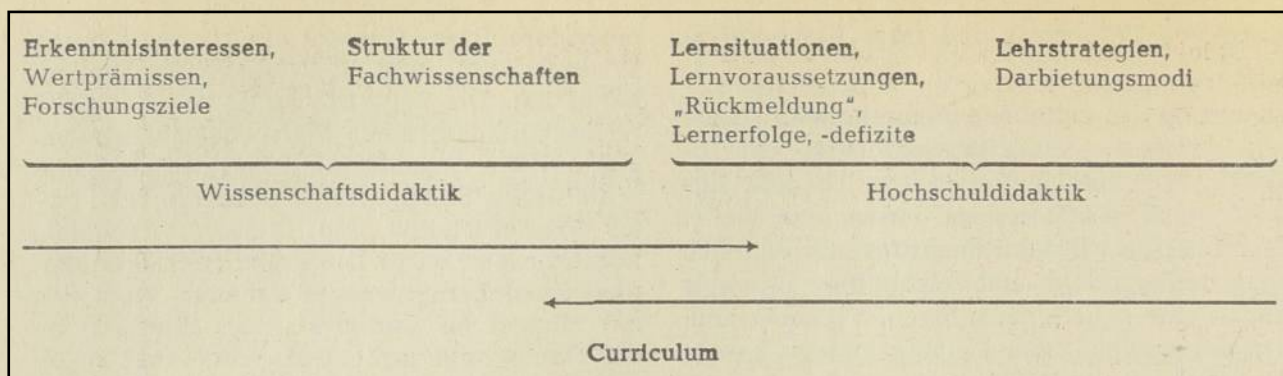 Erkenntnisinteressen,
Wertprämissen,
Forschungsziele
Struktur der
Fachwissenschaften
Lernsituationen,
Lernvoraussetzungen,
„Rückmeldung“,
Lernerfolge, -defizite
Lehrstrategien,
Darbietungsmodi
Wissenschaftsdidaktik
Hochschuldidaktik
Curriculum